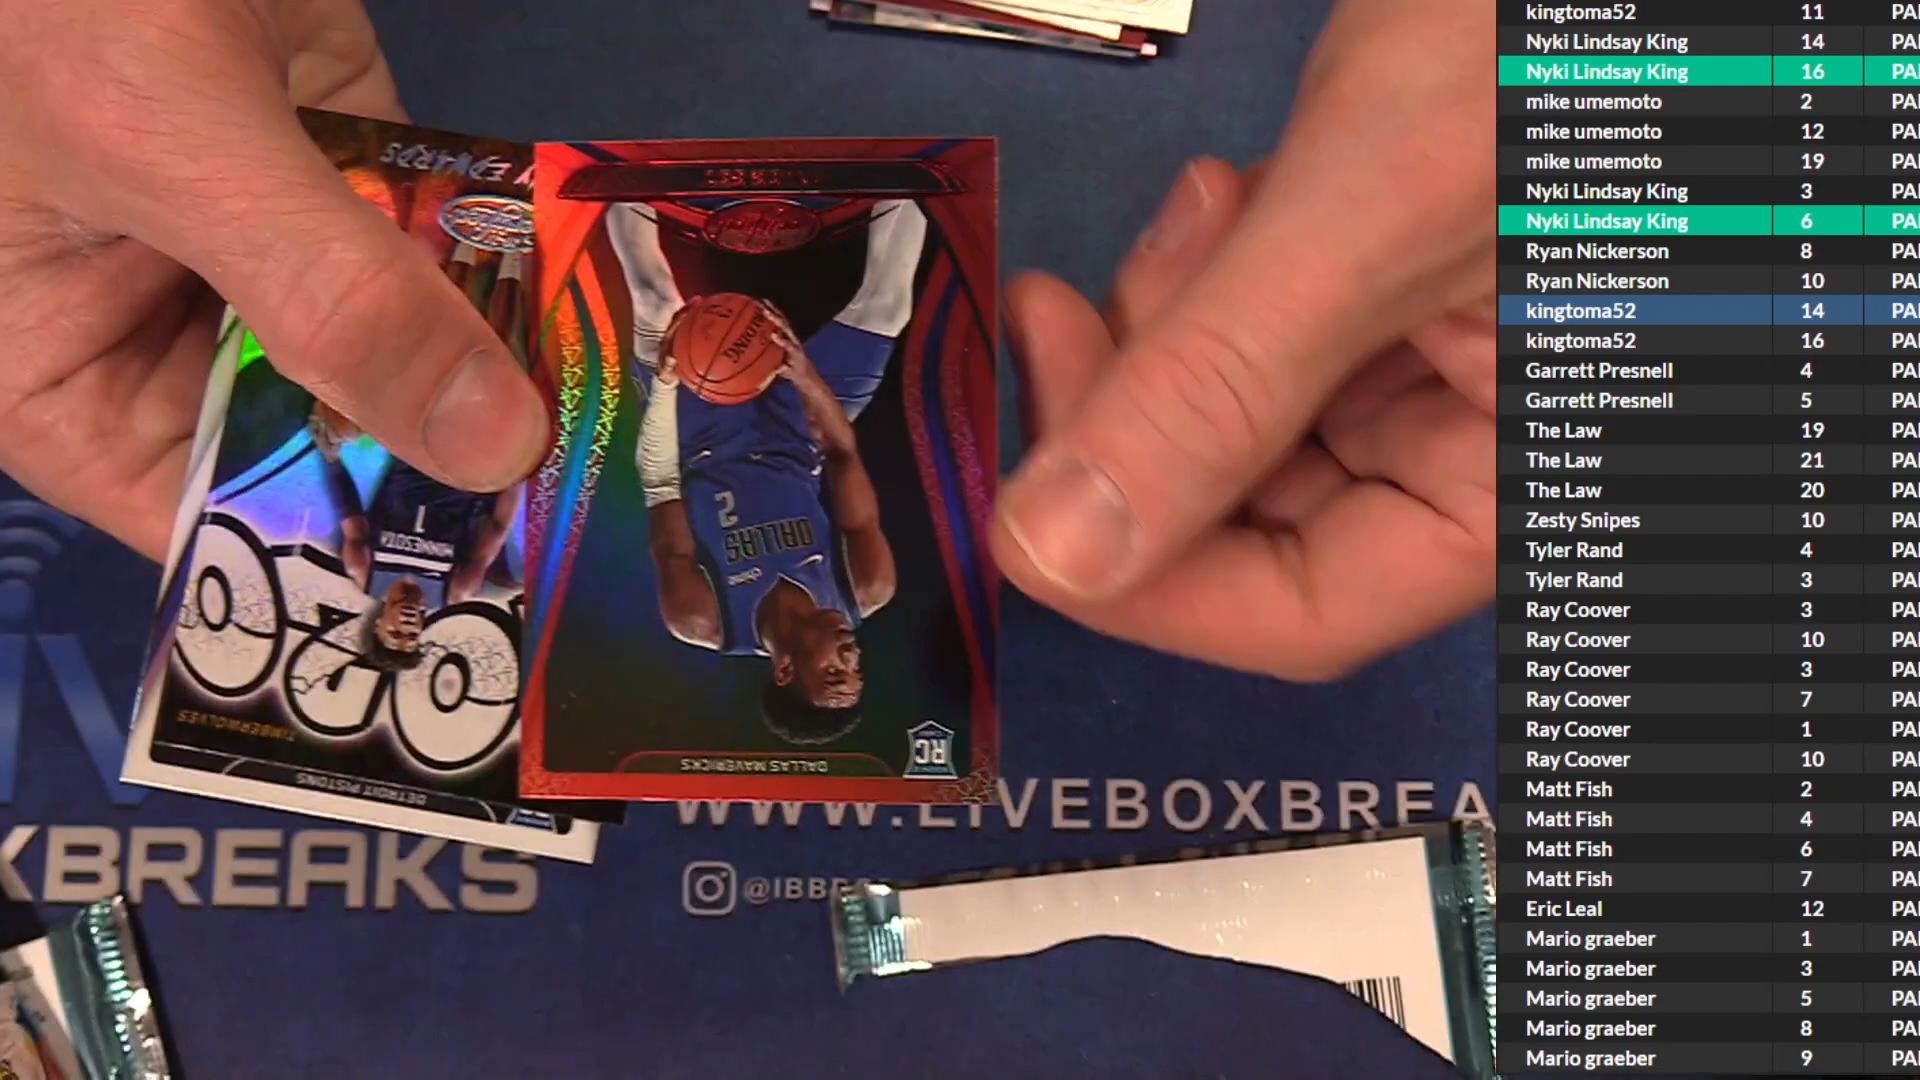 EDWARDS
certified
MINNESOTA
1
2020
TIMBERWOLVES
DETROIT PISTONS
certified
SPALDING
2
DALLAS
chime
RC
DALLAS MAVERICKS
WWW.LIVEBOXBREA
XBREAKS
@IBBR
kingtoma52 11 PA
Nyki Lindsay King 14 PA
Nyki Lindsay King 16 PA
mike umemoto 2 PA
mike umemoto 12 PA
mike umemoto 19 PA
Nyki Lindsay King 3 PA
Nyki Lindsay King 6 PA
Ryan Nickerson 8 PA
Ryan Nickerson 10 PA
kingtoma52 14 PA
kingtoma52 16 PA
Garrett Presnell 4 PA
Garrett Presnell 5 PA
The Law 19 PA
The Law 21 PA
The Law 20 PA
Zesty Snipes 10 PA
Tyler Rand 4 PA
Tyler Rand 3 PA
Ray Coover 3 PA
Ray Coover 10 PA
Ray Coover 3 PA
Ray Coover 7 PA
Ray Coover 1 PA
Ray Coover 10 PA
Matt Fish 2 PA
Matt Fish 4 PA
Matt Fish 6 PA
Matt Fish 7 PA
Eric Leal 12 PA
Mario graeber 1 PA
Mario graeber 3 PA
Mario graeber 5 PA
Mario graeber 8 PA
Mario graeber 9 PA